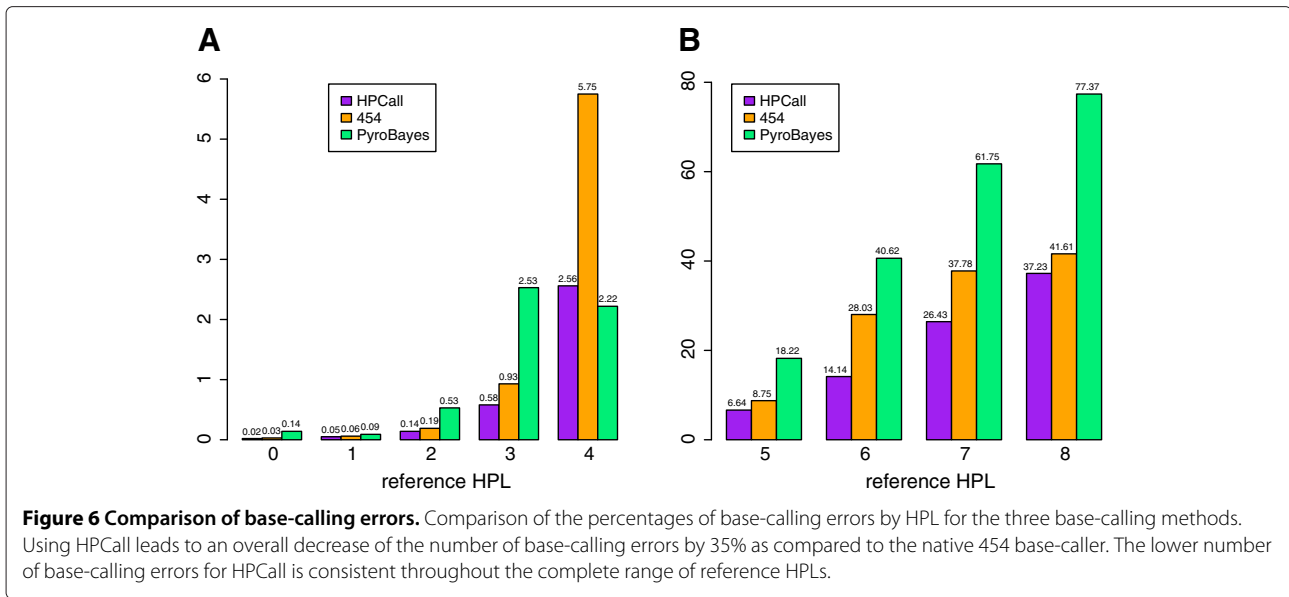 A
6
5
4
3
2
1
0
HPCall
454
PyroBayes
0.02 0.03 0.14
0.05 0.06 0.09
0.14 0.19 0.53
0.58 0.93 2.53
2.56 5.75 2.22
0 1 2 3 4
reference HPL
B
80
60
40
20
0
HPCall
454
PyroBayes
6.64 8.75 18.22
14.14 28.03 40.62
26.43 37.78 61.75
37.23 41.61 77.37
5 6 7 8
reference HPL
Figure 6 Comparison of base-calling errors. Comparison of the percentages of base-calling errors by HPL for the three base-calling methods.
Using HPCall leads to an overall decrease of the number of base-calling errors by 35% as compared to the native 454 base-caller. The lower number
of base-calling errors for HPCall is consistent throughout the complete range of reference HPLs.